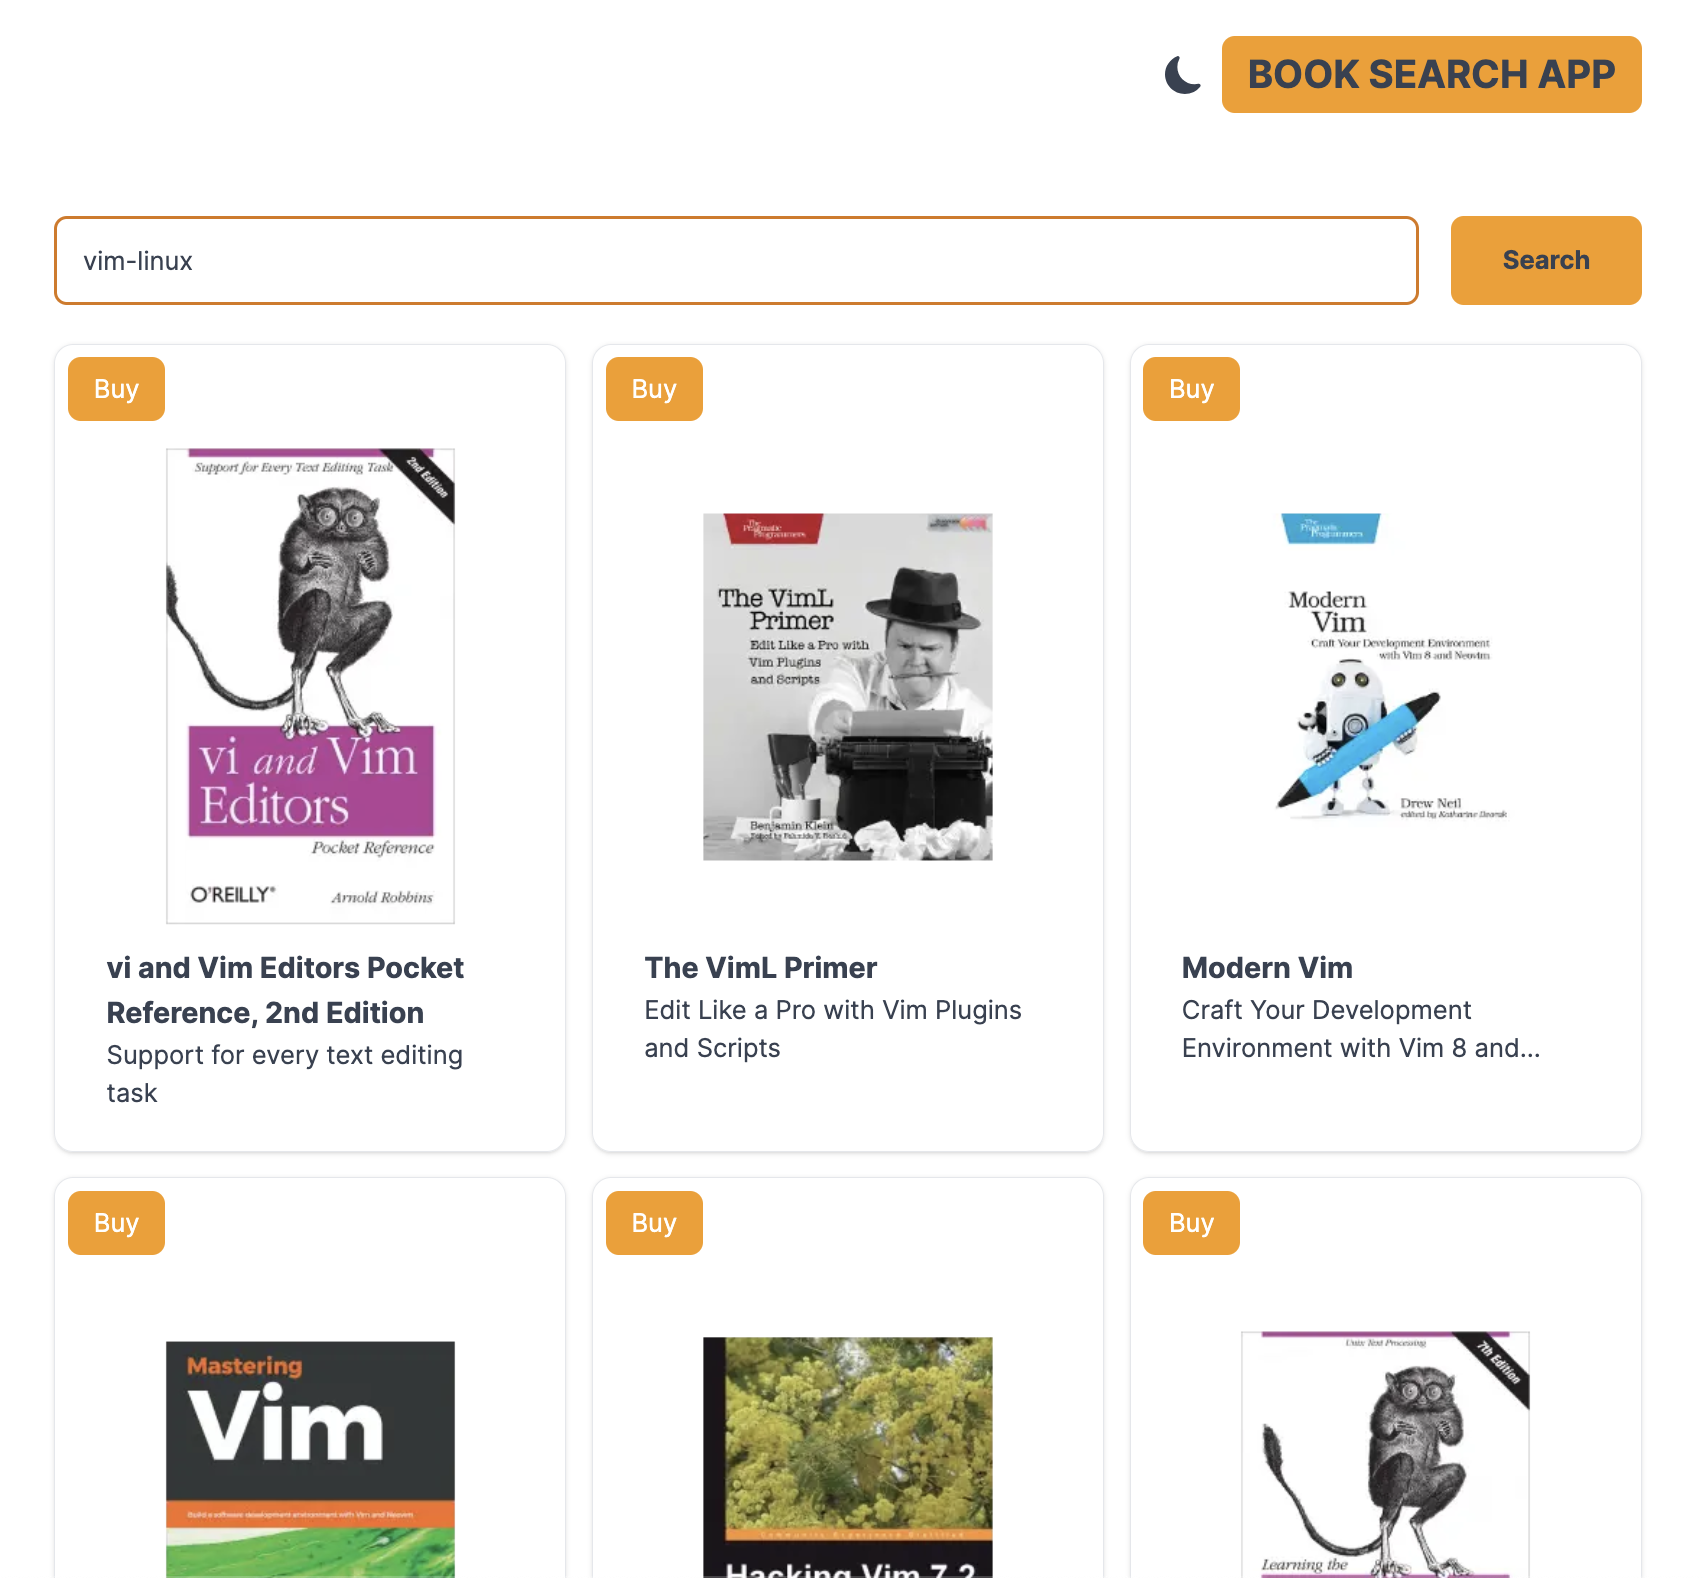 BOOK SEARCH APP
vim-linux
Search
Buy
Support for Every Text Editing Task
2nd Edition
vi and Vim
Editors
Pocket Reference
O'REILLY®
Arnold Robbins
vi and Vim Editors Pocket
Reference, 2nd Edition
Support for every text editing
task
Buy
The
Pragmatic
Programmers
The VimL
Primer
Edit Like a Pro with
Vim Plugins
and Scripts
Benjamin Klein
The VimL Primer
Edit Like a Pro with Vim Plugins
and Scripts
Buy
The
Pragmatic
Programmers
Modern
Vim
Craft Your Development Environment
with Vim 8 and Neovim
Drew Neil
edited by Katharine Dvorak
Modern Vim
Craft Your Development
Environment with Vim 8 and...
Buy
Mastering
Vim
Build a software development environment with Vim and Neovim
Buy
Community Experience Distilled
Hacking Vim 7.2
Buy
Unix Text Processing
7th Edition
Learning the